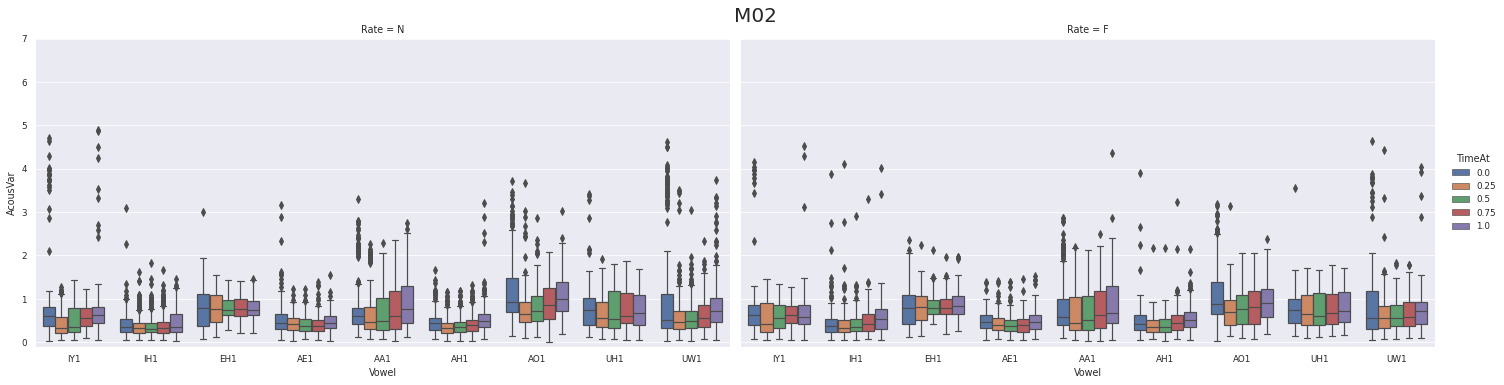 M02
Rate = N
Rate = F
7
6
5
4
3
2
1
0
AcousVar
IY1 IH1 EH1 AE1 AA1 AH1 AO1 UH1 UW1
IY1 IH1 EH1 AE1 AA1 AH1 AO1 UH1 UW1
Vowel
Vowel
TimeAt
0.0
0.25
0.5
0.75
1.0